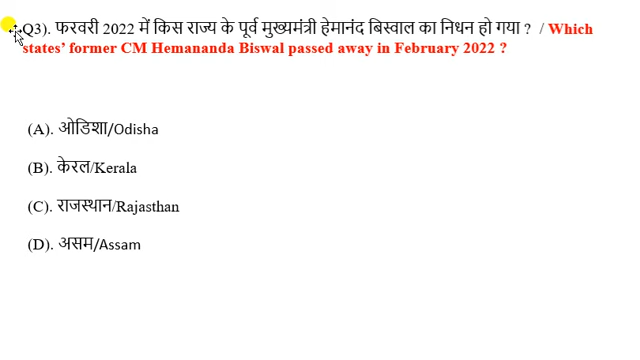 Q3). फरवरी 2022 में किस राज्य के पूर्व मुख्यमंत्री हेमानंद बिस्वाल का निधन हो गया ? / Which
states’ former CM Hemananda Biswal passed away in February 2022 ?
(A). ओडिशा/Odisha
(B). केरल/Kerala
(C). राजस्थान/Rajasthan
(D). असम/Assam